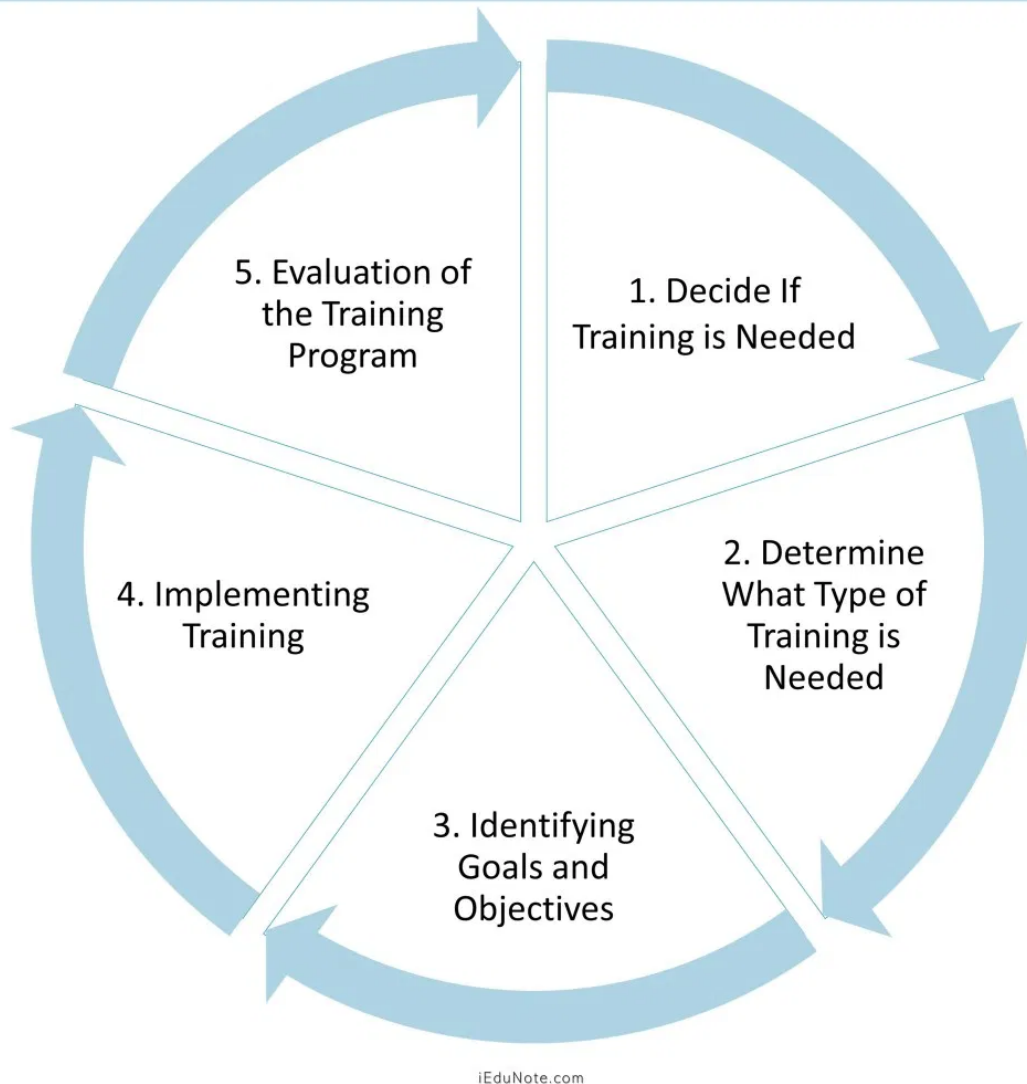 1. Decide If
Training is Needed
2. Determine
What Type of
Training is
Needed
3. Identifying
Goals and
Objectives
4. Implementing
Training
5. Evaluation of
the Training
Program
iEduNote.com